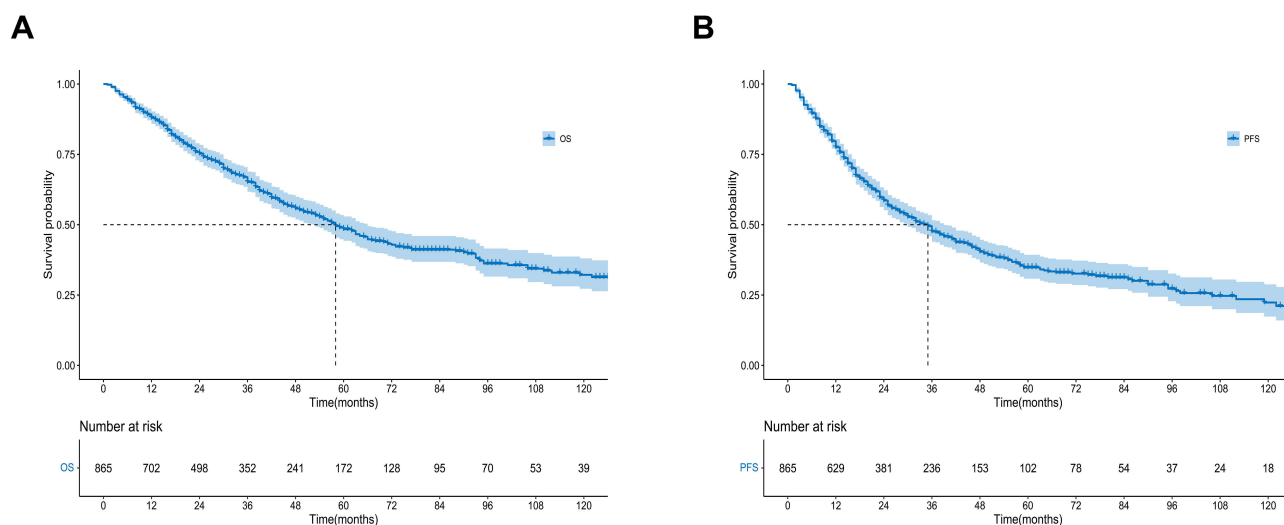 A
Survival probability
1.00
0.75
0.50
0.25
0.00
OS
0 12 24 36 48 60 72 84 96 108 120
Time(months)
Number at risk
OS 865 702 498 352 241 172 128 95 70 53 39
0 12 24 36 48 60 72 84 96 108 120
Time(months)
B
Survival probability
1.00
0.75
0.50
0.25
0.00
PFS
0 12 24 36 48 60 72 84 96 108 120
Time(months)
Number at risk
PFS 865 629 381 236 153 102 78 54 37 24 18
0 12 24 36 48 60 72 84 96 108 120
Time(months)